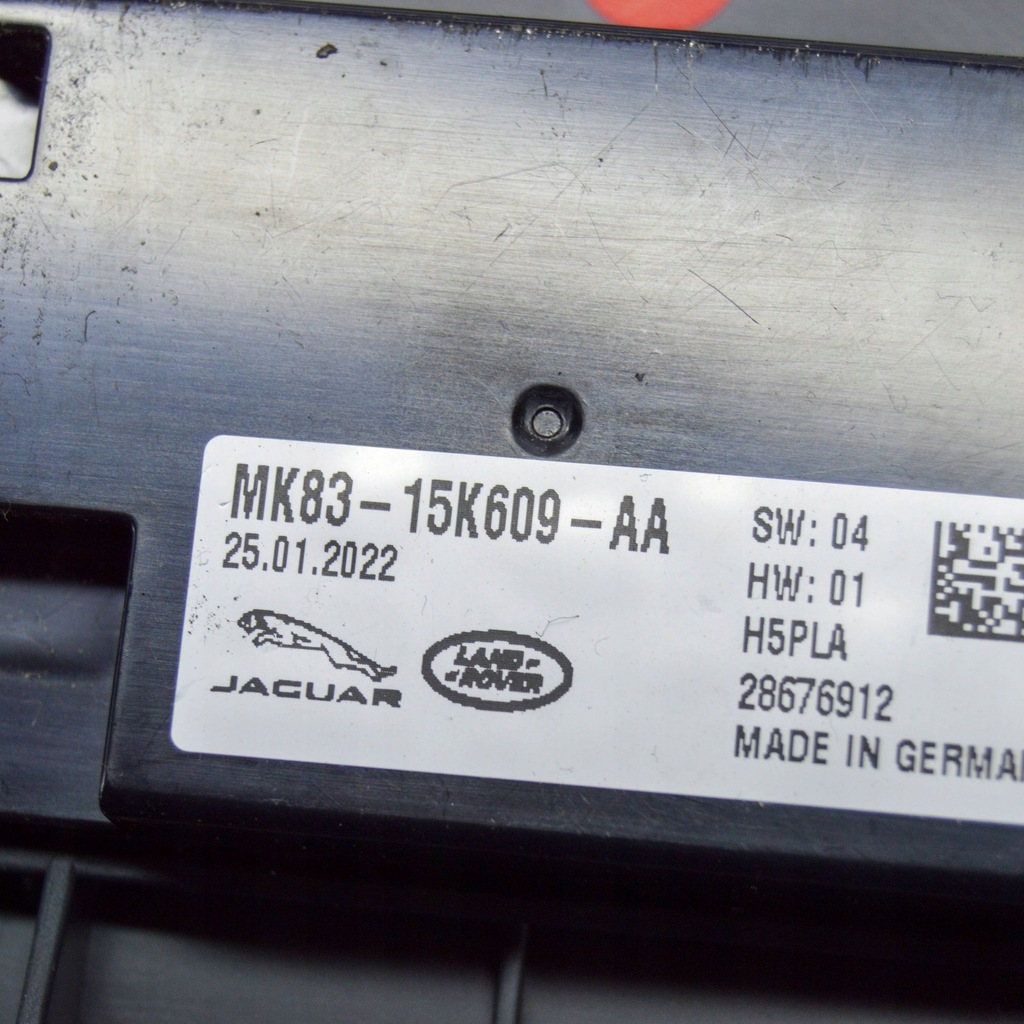 MK83-15K609-AA
25.01.2022
JAGUAR
LAND-
ROVER
SW: 04
HW: 01
H5PLA
28676912
MADE IN GERMA